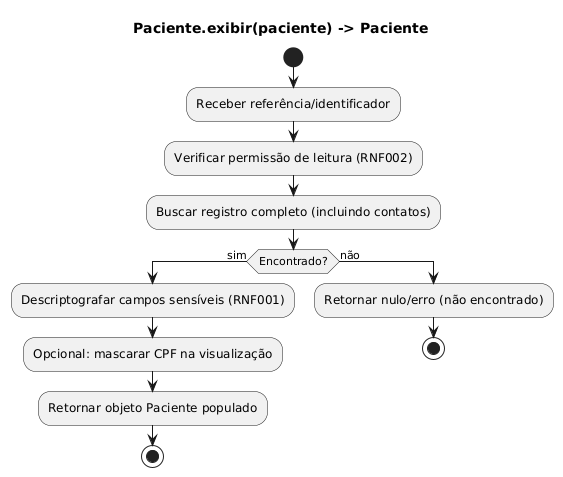 Paciente.exibir(paciente) -> Paciente
Receber referência/identificador
Verificar permissão de leitura (RNF002)
Buscar registro completo (incluindo contatos)
Encontrado?
sim
não
Descriptografar campos sensíveis (RNF001)
Opcional: mascarar CPF na visualização
Retornar objeto Paciente populado
Retornar nulo/erro (não encontrado)